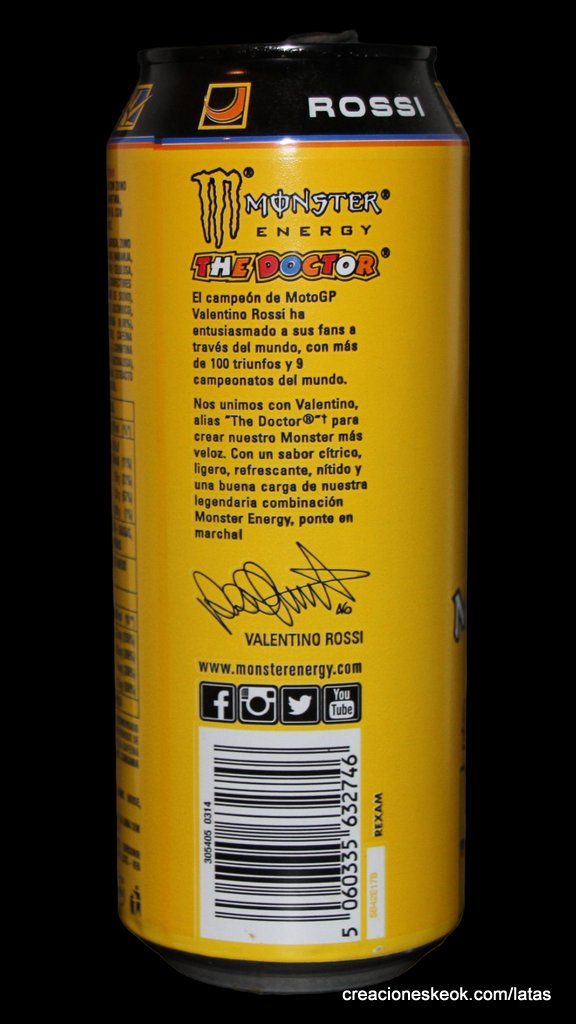 ROSSI
MONSTER®
ENERGY
THE DOCTOR®
El campeón de MotoGP
Valentino Rossi ha
entusiasmado a sus fans a
través del mundo, con más
de 100 triunfos y 9
campeonatos del mundo.
Nos unimos con Valentino,
alias "The Doctor®"† para
crear nuestro Monster más
veloz. Con un sabor cítrico,
ligero, refrescante, nítido y
una buena carga de nuestra
legendaria combinación
Monster Energy, ponte en
marcha!
VALENTINO ROSSI
www.monsterenergy.com
You
Tube
305405 0314
5 060335 632746
REXAM
5B42E17B
creacioneskeok.com/latas